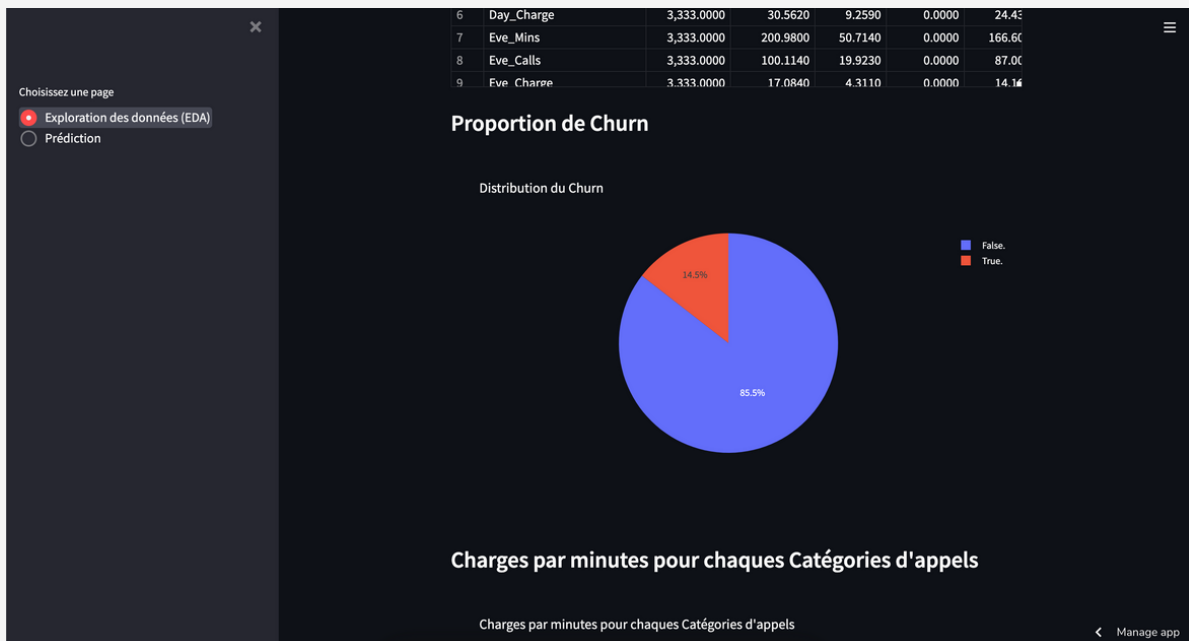 Choisissez une page
Exploration des données (EDA)
Prédiction
6 Day_Charge 3,333.0000 30.5620 9.2590 0.0000 24.43
7 Eve_Mins 3,333.0000 200.9800 50.7140 0.0000 166.60
8 Eve_Calls 3,333.0000 100.1140 19.9230 0.0000 87.00
9 Eve_Charge 3,333.0000 17.0840 4.3110 0.0000 14.16
Proportion de Churn
Distribution du Churn
False.
True.
14.5%
85.5%
Charges par minutes pour chaques Catégories d'appels
Charges par minutes pour chaques Catégories d'appels
Manage app